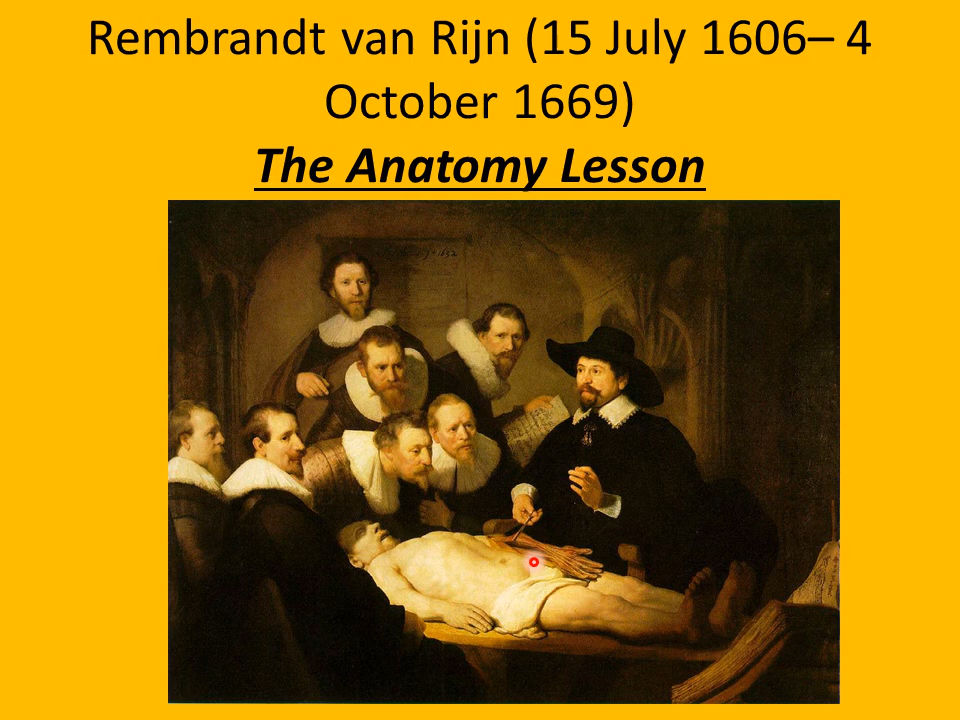 Rembrandt van Rijn (15 July 1606– 4
October 1669)
The Anatomy Lesson